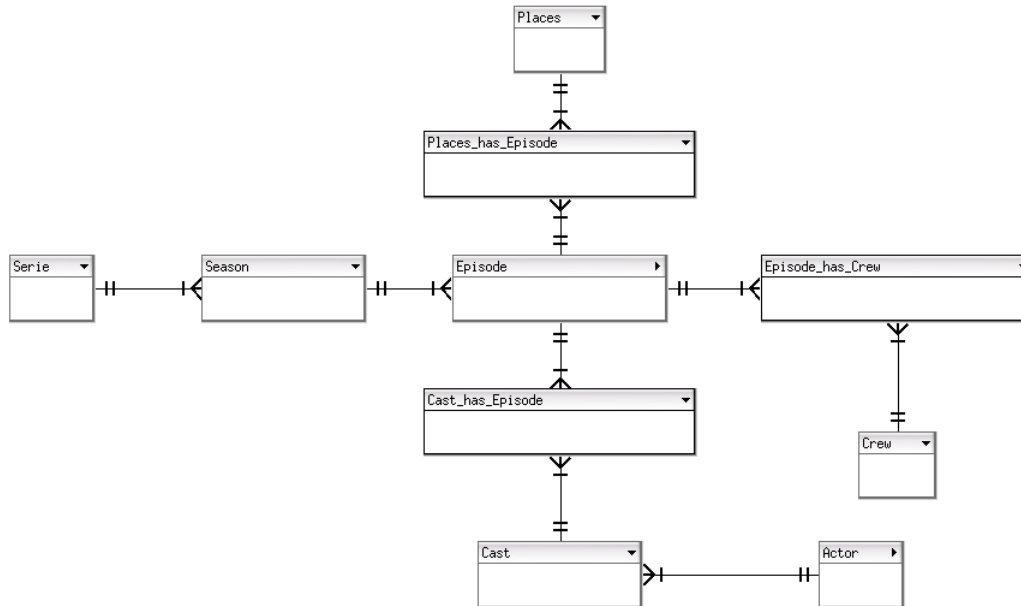 Places
Places_has_Episode
Serie
Season
Episode
Episode_has_Crew
Cast_has_Episode
Crew
Cast
Actor